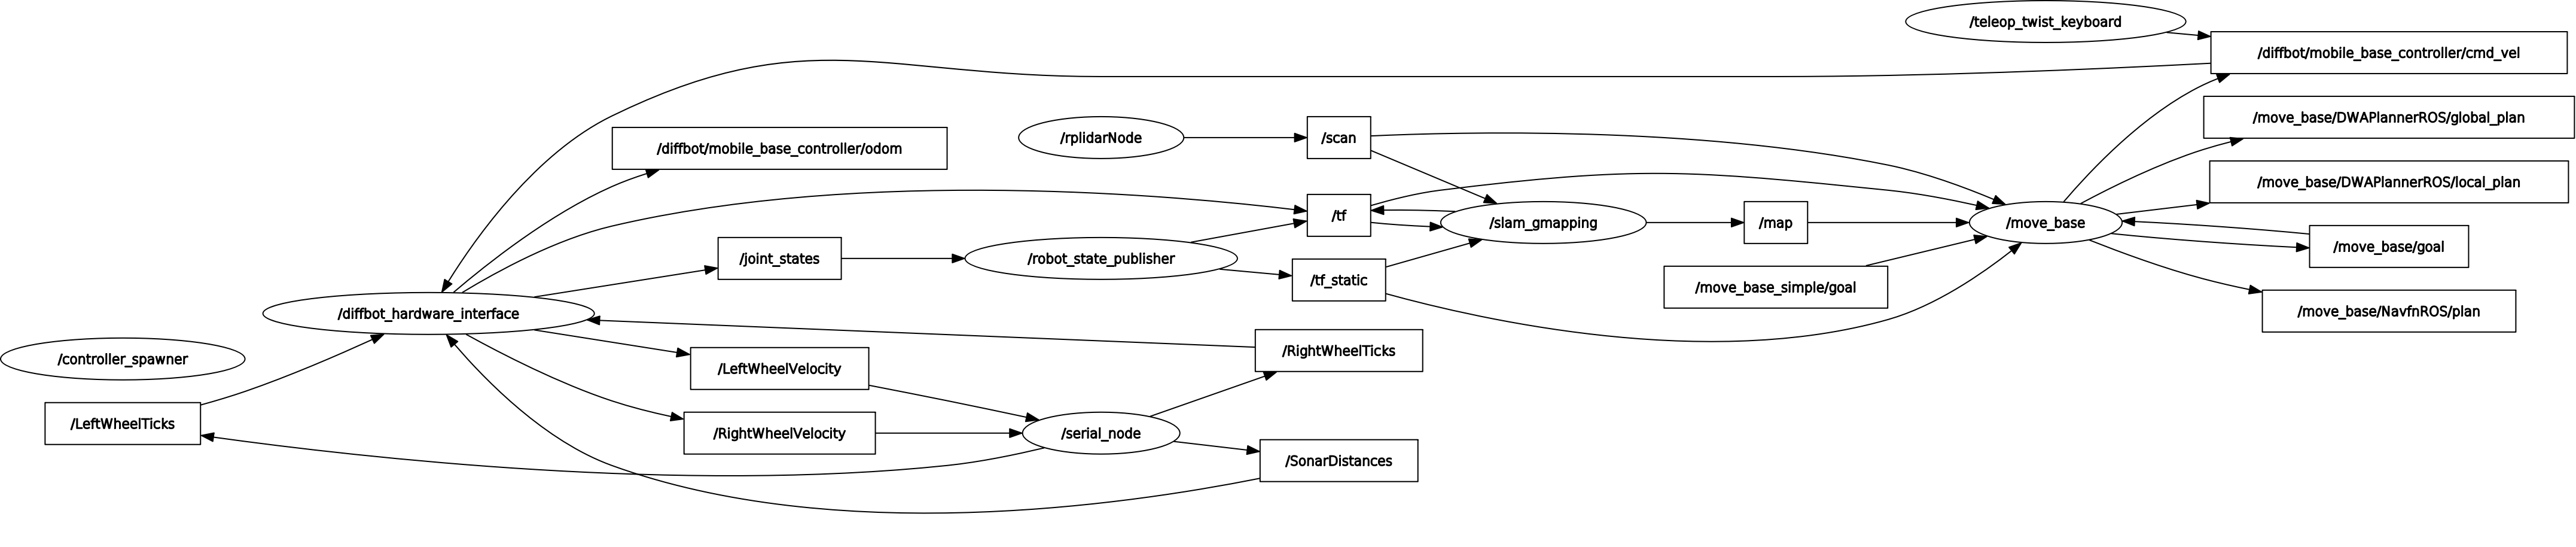 /teleop_twist_keyboard
/diffbot/mobile_base_controller/cmd_vel
/move_base/DWAPlannerROS/global_plan
/rplidarNode
/scan
/diffbot/mobile_base_controller/odom
/move_base/DWAPlannerROS/local_plan
/tf
/slam_gmapping
/map
/move_base
/move_base/goal
/joint_states
/robot_state_publisher
/tf_static
/move_base_simple/goal
/diffbot_hardware_interface
/move_base/NavfnROS/plan
/controller_spawner
/LeftWheelVelocity
/RightWheelTicks
/LeftWheelTicks
/RightWheelVelocity
/serial_node
/SonarDistances